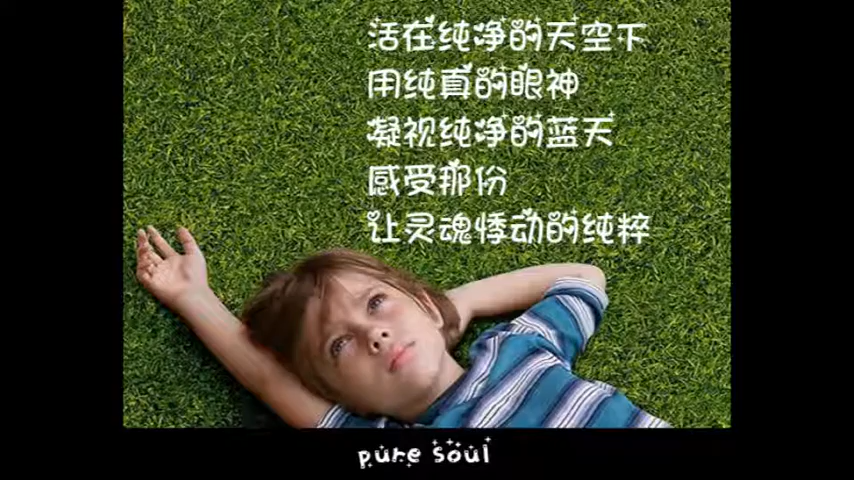 活在纯净的天空下
用纯真的眼神
凝视纯净的蓝天
感受那份
让灵魂悸动的纯粹
pure soul